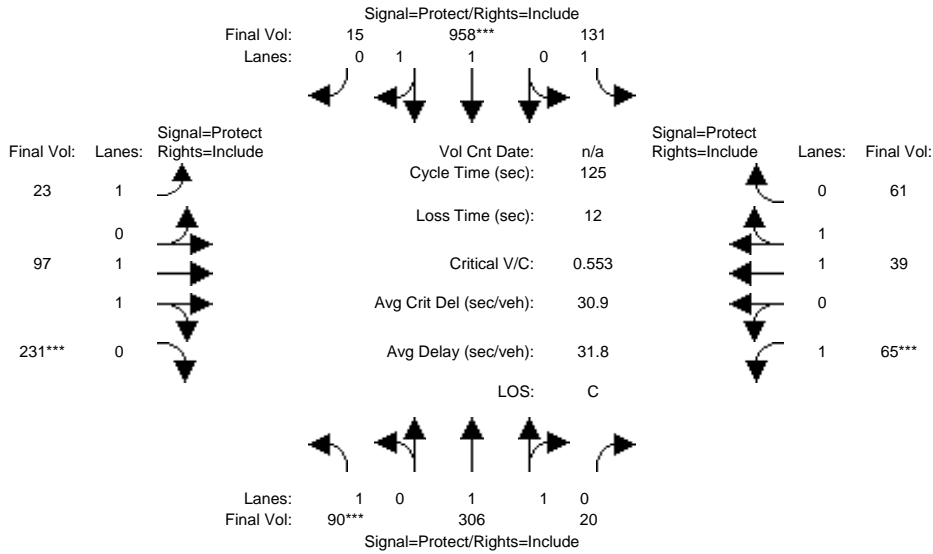 Signal=Protect/Rights=Include
Final Vol: 15 958*** 131
Lanes: 0 1 1 0 1
Signal=Protect
Final Vol: Lanes: Rights=Include
Vol Cnt Date: n/a
Signal=Protect
Rights=Include Lanes: Final Vol:
Cycle Time (sec): 125
23 1
0 61
Loss Time (sec): 12
0
1
97 1
Critical V/C: 0.553
1 39
1
Avg Crit Del (sec/veh): 30.9
0
231*** 0
Avg Delay (sec/veh): 31.8
1 65***
LOS: C
Lanes: 1 0 1 1 0
Final Vol: 90*** 306 20
Signal=Protect/Rights=Include